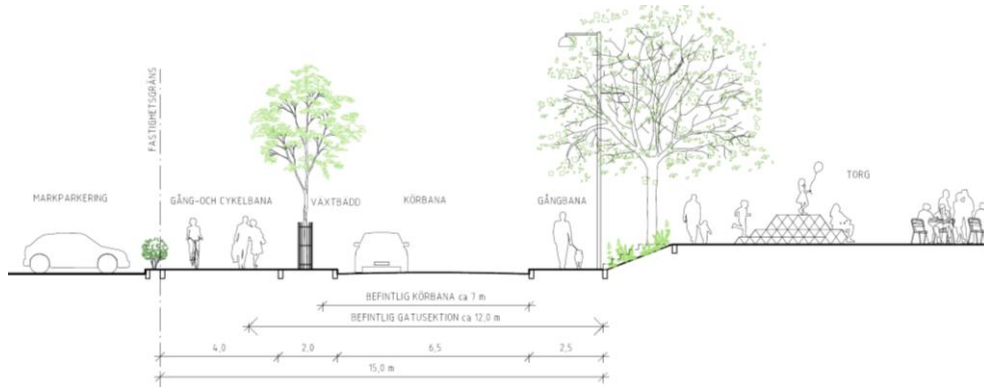 FASTIGHETSGRÄNS
MARKPARKERING
GÅNG-OCH CYKELBANA
VÄXTBÄDD
KÖRBANA
GÅNGBANA
TORG
BEFINTLIG KÖRBANA ca 7 m
BEFINTLIG GATUSEKTION ca 12,0 m
4,0 2,0 6,5 2,5
15,0 m